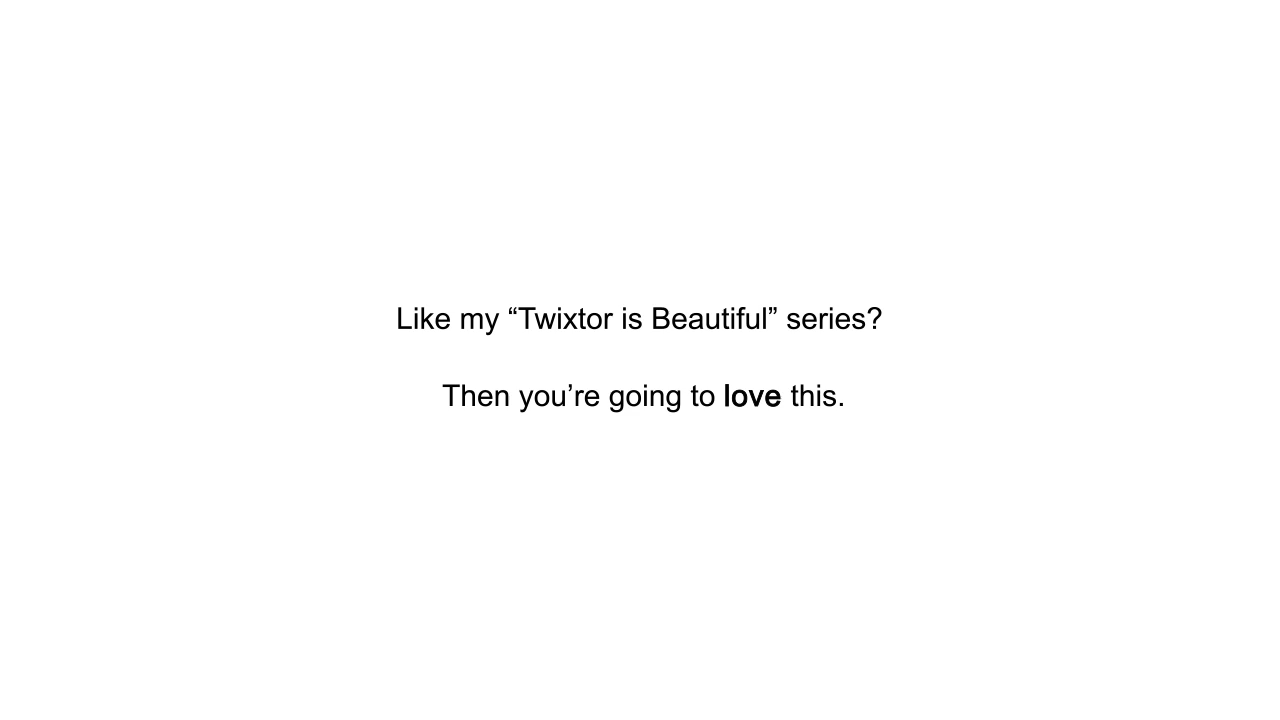 Like my “Twixtor is Beautiful” series?
Then you’re going to love this.